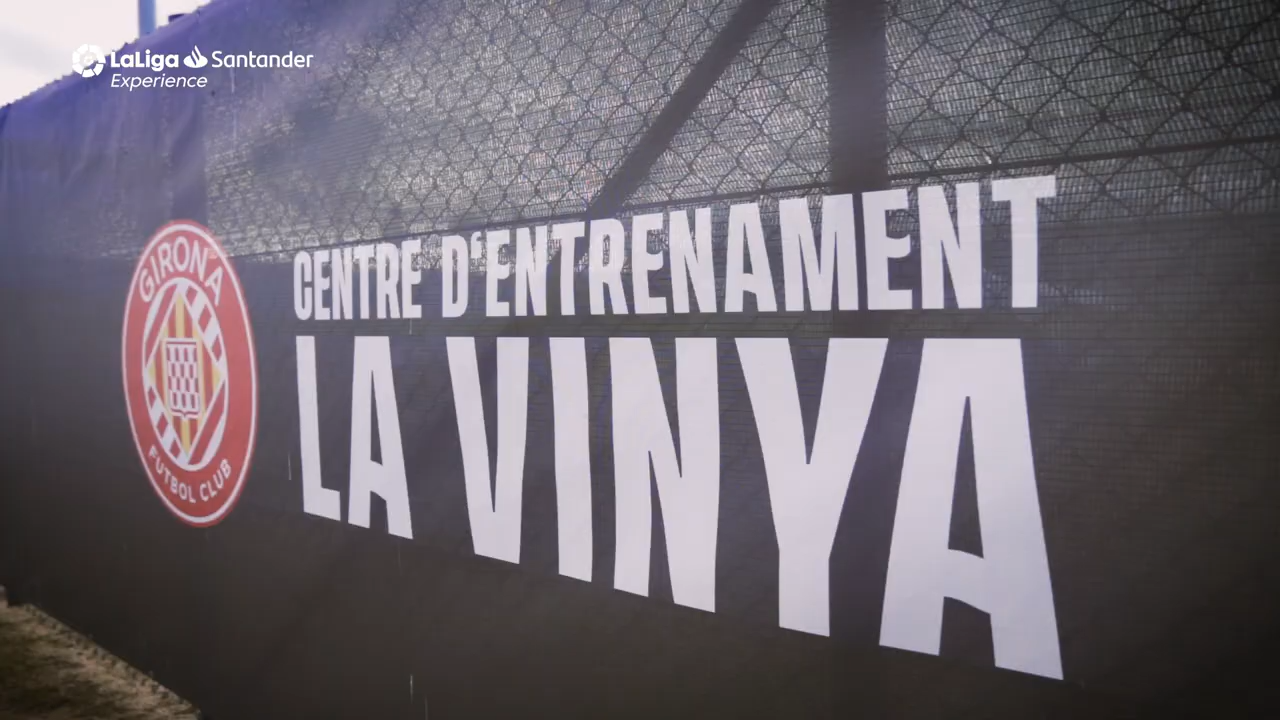 LaLiga Santander
Experience
GIRONA
FUTBOL CLUB
CENTRE D'ENTRENAMENT
LA VINYA